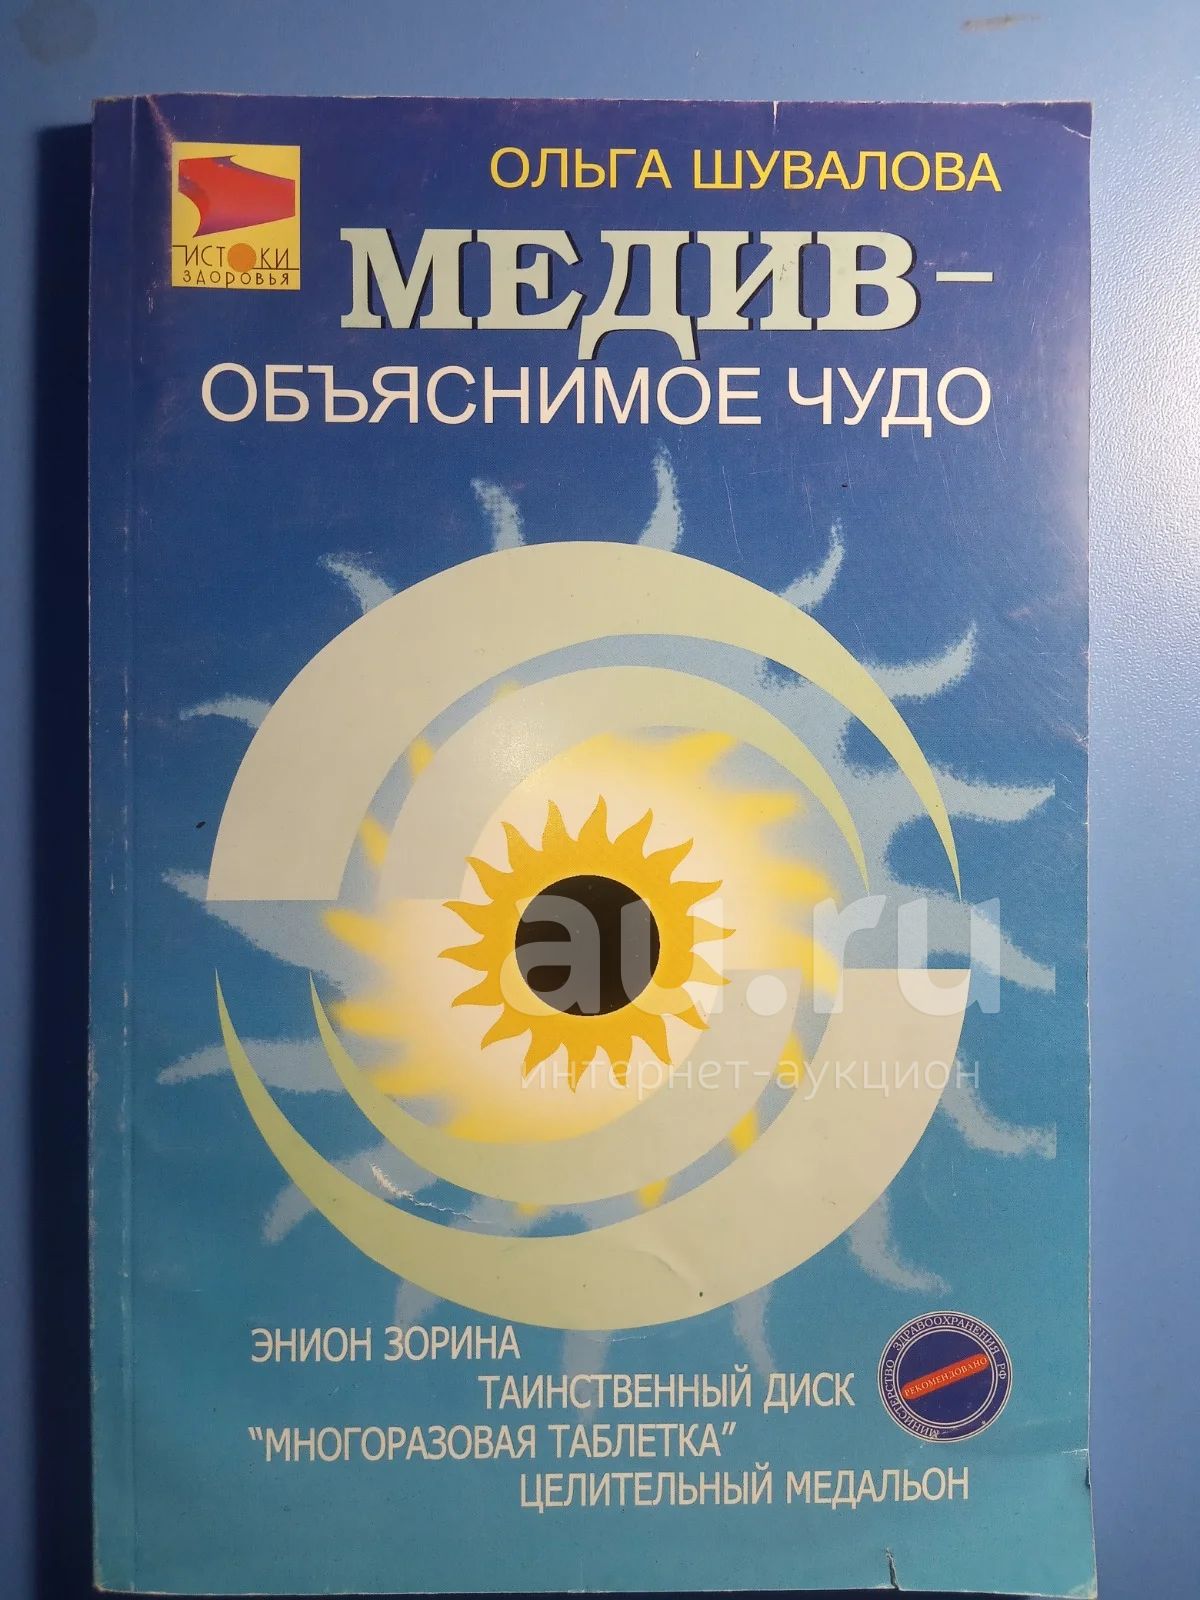 ОЛЬГА ШУВАЛОВА
ИСТОКИ
ЗДОРОВЬЯ
МЕДИВ –
ОБЪЯСНИМОЕ ЧУДО
au.ru
интернет-аукцион
ЭНИОН ЗОРИНА
ТАИНСТВЕННЫЙ ДИСК
"МНОГОРАЗОВАЯ ТАБЛЕТКА"
ЦЕЛИТЕЛЬНЫЙ МЕДАЛЬОН
МИНИСТЕРСТВО ЗДРАВООХРАНЕНИЯ РФ
РЕКОМЕНДОВАНО